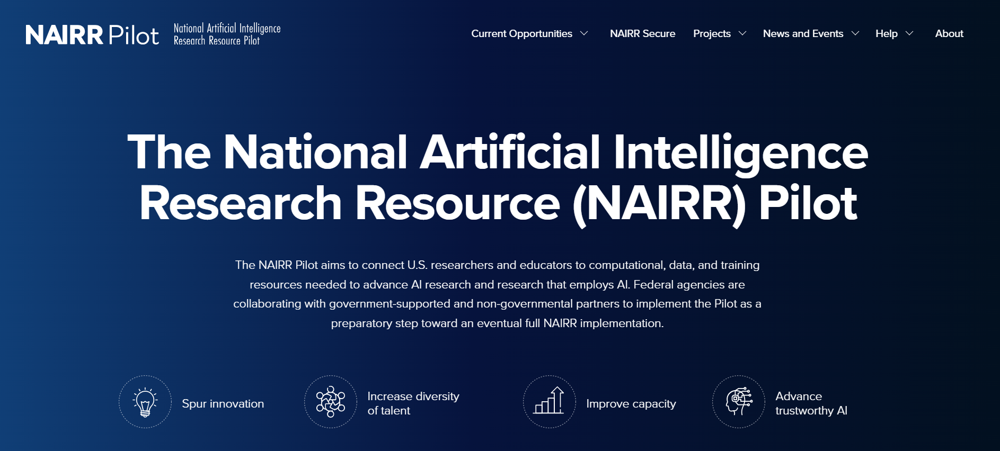 NAIRR Pilot
National Artificial Intelligence
Research Resource Pilot
Current Opportunities
NAIRR Secure
Projects
News and Events
Help
About
The National Artificial Intelligence
Research Resource (NAIRR) Pilot
The NAIRR Pilot aims to connect U.S. researchers and educators to computational, data, and training
resources needed to advance AI research and research that employs AI. Federal agencies are
collaborating with government-supported and non-governmental partners to implement the Pilot as a
preparatory step toward an eventual full NAIRR implementation.
Spur innovation
Increase diversity
of talent
Improve capacity
Advance
trustworthy AI